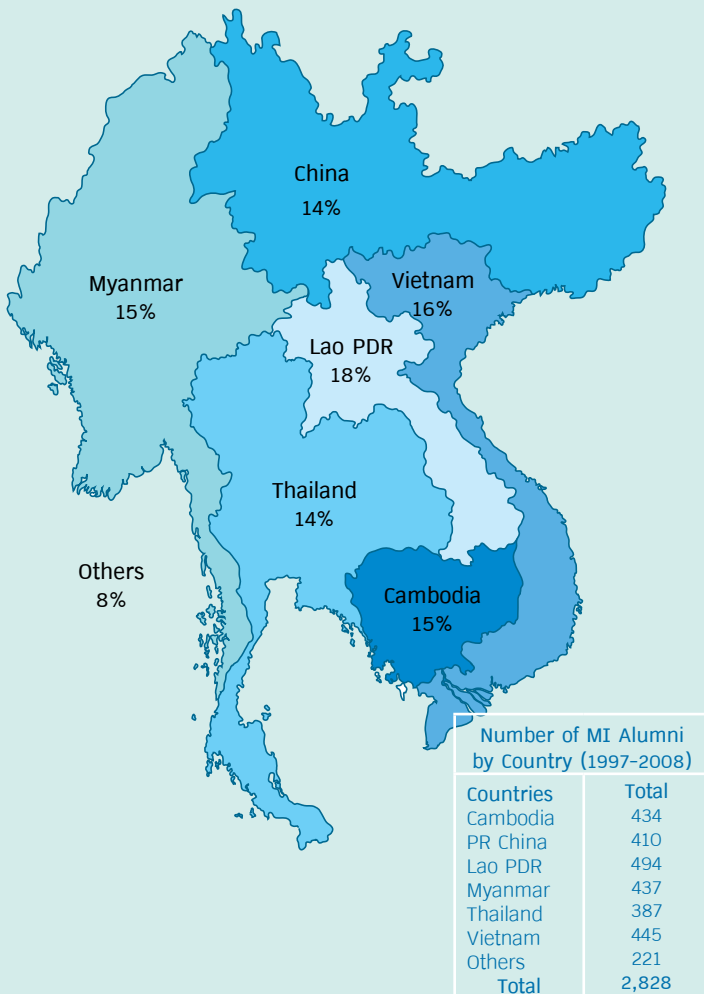 China
14%
Myanmar
15%
Vietnam
16%
Lao PDR
18%
Thailand
14%
Others
8%
Cambodia
15%
Number of MI Alumni
by Country (1997-2008)
Countries Total
Cambodia 434
PR China 410
Lao PDR 494
Myanmar 437
Thailand 387
Vietnam 445
Others 221
Total 2,828